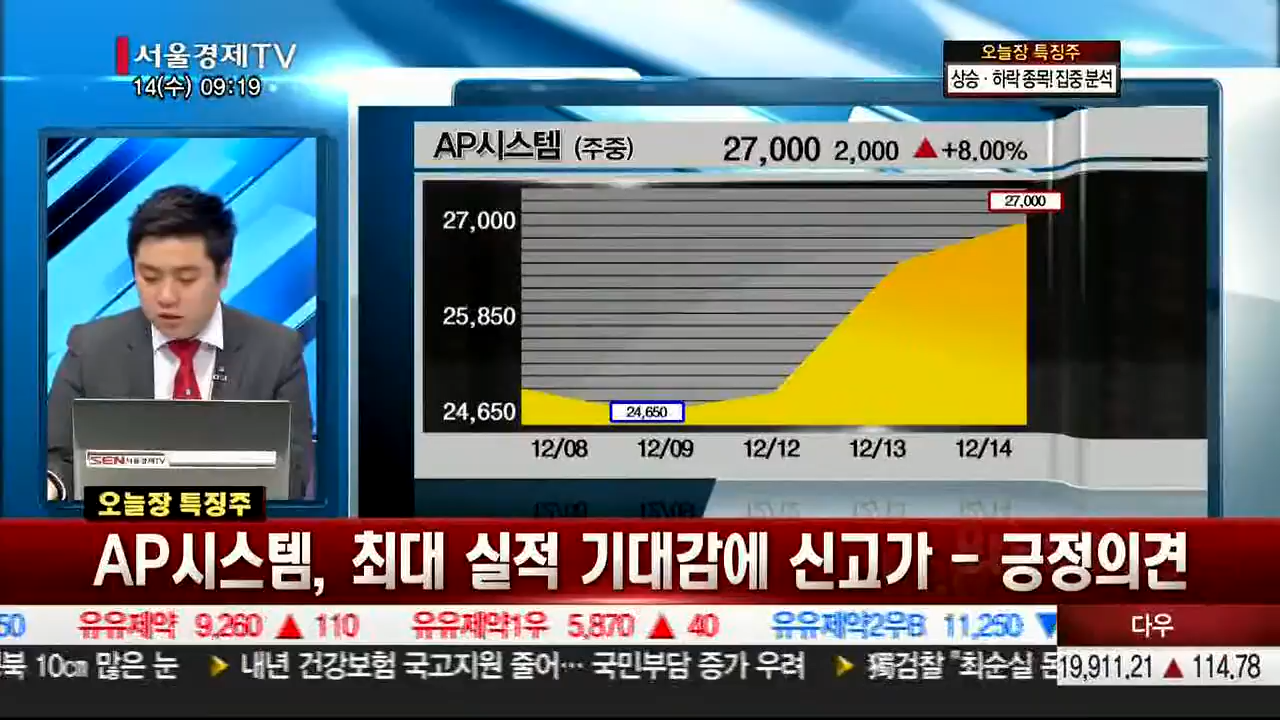 서울경제TV
14(수) 09:19
오늘장 특징주
상승·하락 종목! 집중 분석
AP시스템 (주중) 27,000 2,000 ▲+8.00%
27,000
27,000
25,850
24,650
24,650
12/08 12/09 12/12 12/13 12/14
SEN서울경제TV
오늘장 특징주
AP시스템, 최대 실적 기대감에 신고가 - 긍정의견
50 유유제약 9,260 ▲ 110 유유제약1우 5,870 ▲ 40 유유제약2우B 11,250 ▼
다우
북 10㎝ 많은 눈 ▶ 내년 건강보험 국고지원 줄어… 국민부담 증가 우려 ▶ 獨검찰 "최순실 돈
19,911.21 ▲ 114.78